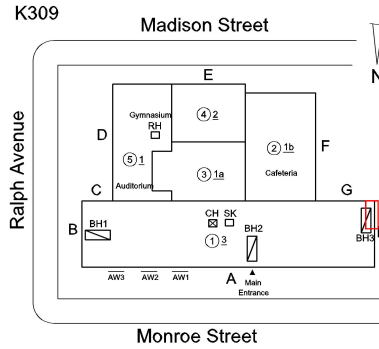 K309
Madison Street
N
Ralph Avenue
E
Gymnasium
RH
4 2
D
5 1
2 1b
F
Cafeteria
3 1a
Auditorium
C
G
BH1
CH SK
BH2
BH3
B
1 3
A
AW3 AW2 AW1
Main
Entrance
Monroe Street